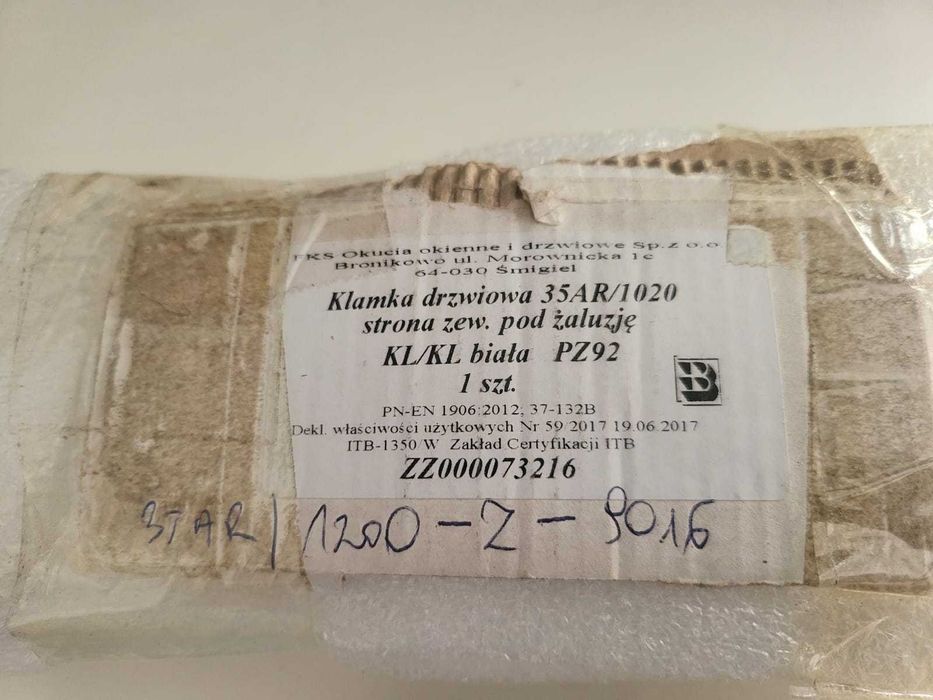 FKS Okucia okienne i drzwiowe Sp.z o.o
Bronikowo ul. Morownicka 1c
64-030 Śmigiel
Klamka drzwiowa 35AR/1020
strona zew. pod żaluzję
KL/KL biała PZ92
1 szt.
B
PN-EN 1906:2012; 37-132B
Dekl. właściwości użytkowych Nr 59/2017 19.06.2017
ITB-1350/W Zakład Certyfikacji ITB
ZZ000073216
3TAR/1200-Z-9016